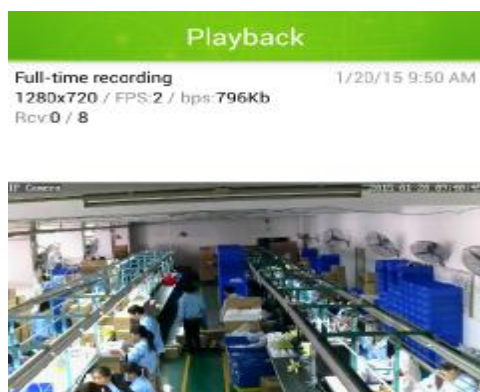 Playback
Full-time recording 1/20/15 9:50 AM
1280x720 / FPS:2 / bps:796Kb
Rcv:0 / 8
IP Camera